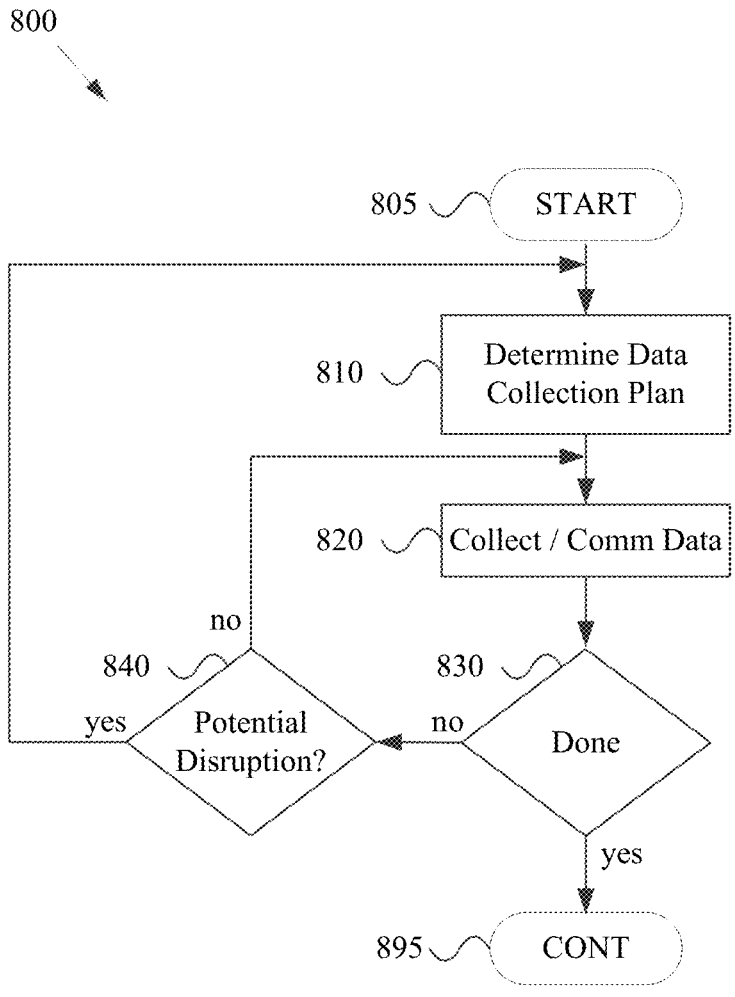 800
805
START
810
Determine Data
Collection Plan
820
Collect / Comm Data
no
840
830
yes
Potential
Disruption?
no
Done
yes
895
CONT